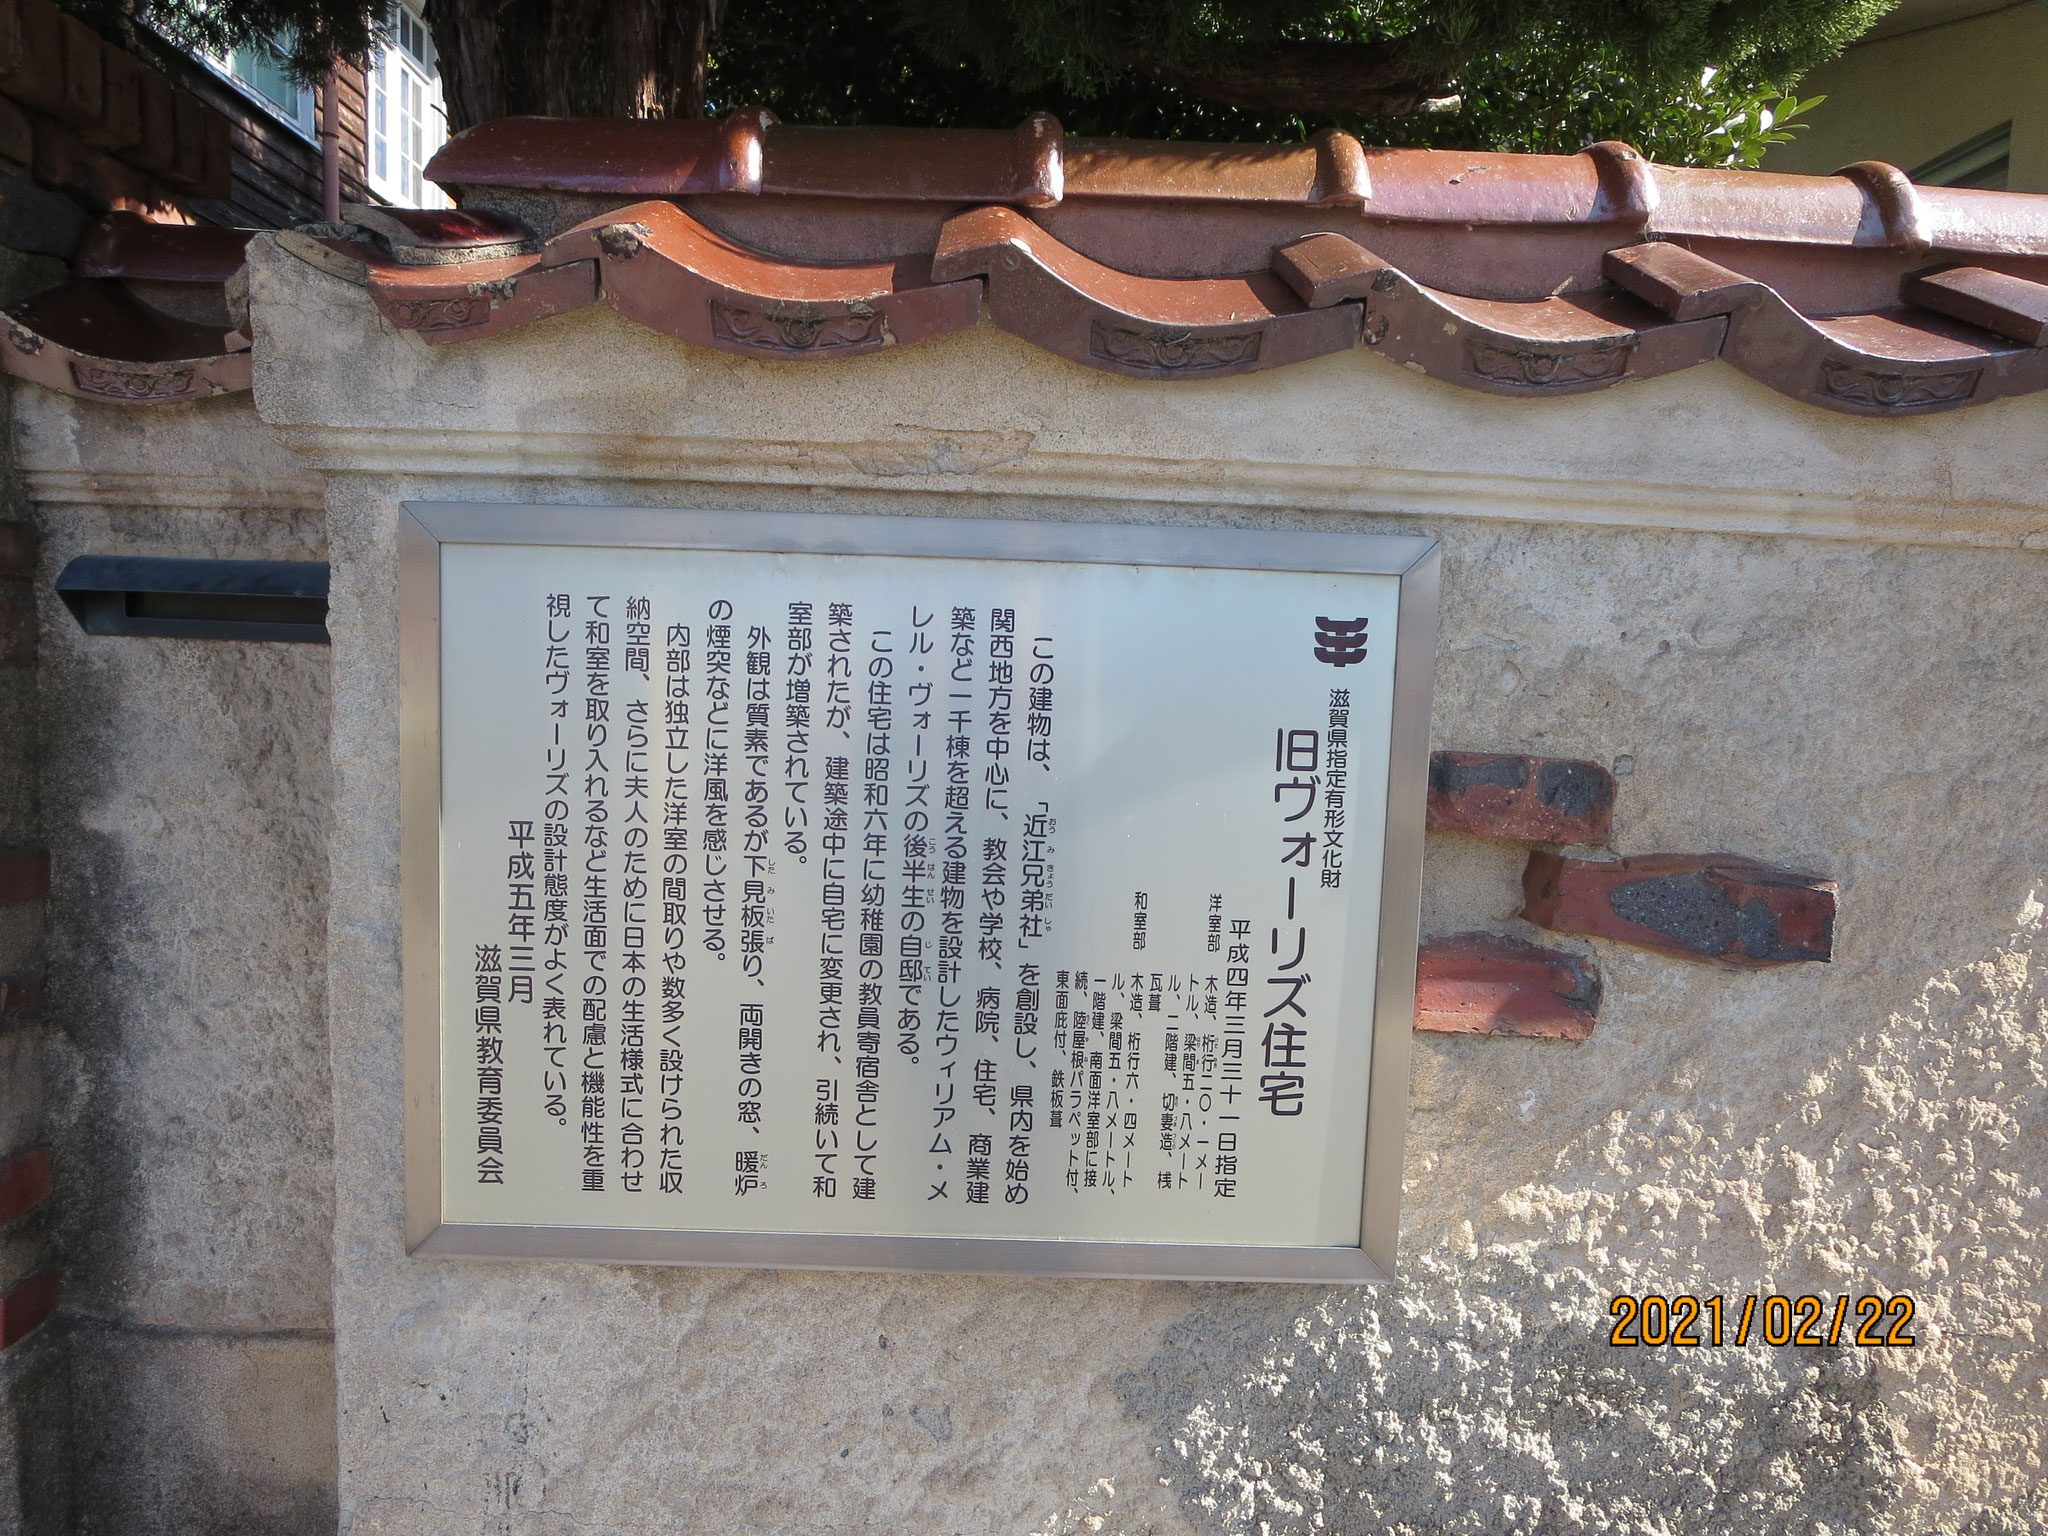 滋賀県指定有形文化財
旧ヴォーリズ住宅
平成四年三月三十一日指定
洋室部 木造、桁行二〇・一メー
トル、梁間五・八メート
ル、二階建、切妻造、桟
瓦葺
和室部 木造、桁行六・四メート
ル、梁間五・八メートル、
一階建、南面洋室部に接
続、陸屋根パラペット付、
東面庇付、鉄板葺
この建物は、「近江兄弟社」を創設し、県内を始め
関西地方を中心に、教会や学校、病院、住宅、商業建
築など一千棟を超える建物を設計したウィリアム・メ
レル・ヴォーリズの後半生の自邸である。
この住宅は昭和六年に幼稚園の教員寄宿舎として建
築されたが、建築途中に自宅に変更され、引続いて和
室部が増築されている。
外観は質素であるが下見板張り、両開きの窓、暖炉
の煙突などに洋風を感じさせる。
内部は独立した洋室の間取りや数多く設けられた収
納空間、さらに夫人のために日本の生活様式に合わせ
て和室を取り入れるなど生活面での配慮と機能性を重
視したヴォーリズの設計態度がよく表れている。
平成五年三月
滋賀県教育委員会
2021/02/22